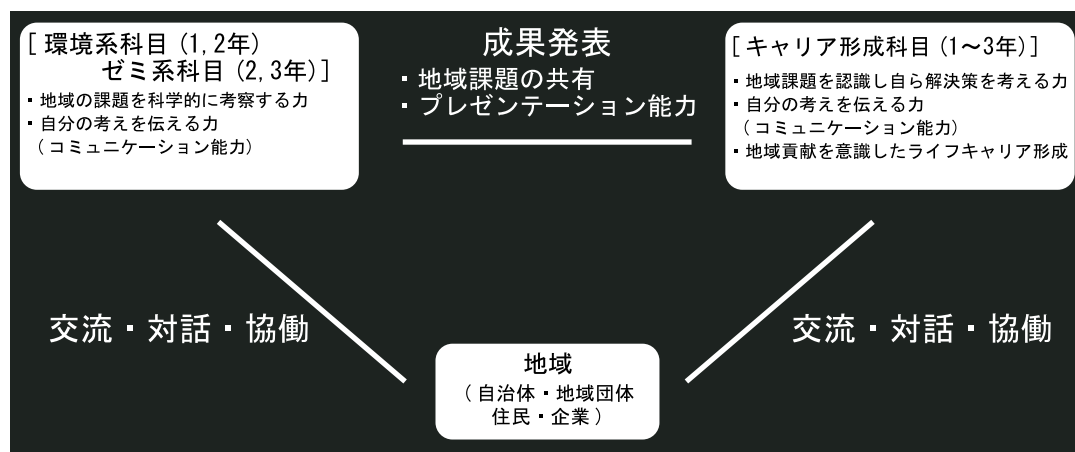 [ 環境系科目 (1, 2年)
ゼミ系科目 (2, 3年) ]
・地域の課題を科学的に考察する力
・自分の考えを伝える力
（コミュニケーション能力）
成果発表
・地域課題の共有
・プレゼンテーション能力
[ キャリア形成科目 (1～3年) ]
・地域課題を認識し自ら解決策を考える力
・自分の考えを伝える力
（コミュニケーション能力）
・地域貢献を意識したライフキャリア形成
交流・対話・協働
交流・対話・協働
地域
（自治体・地域団体
住民・企業）